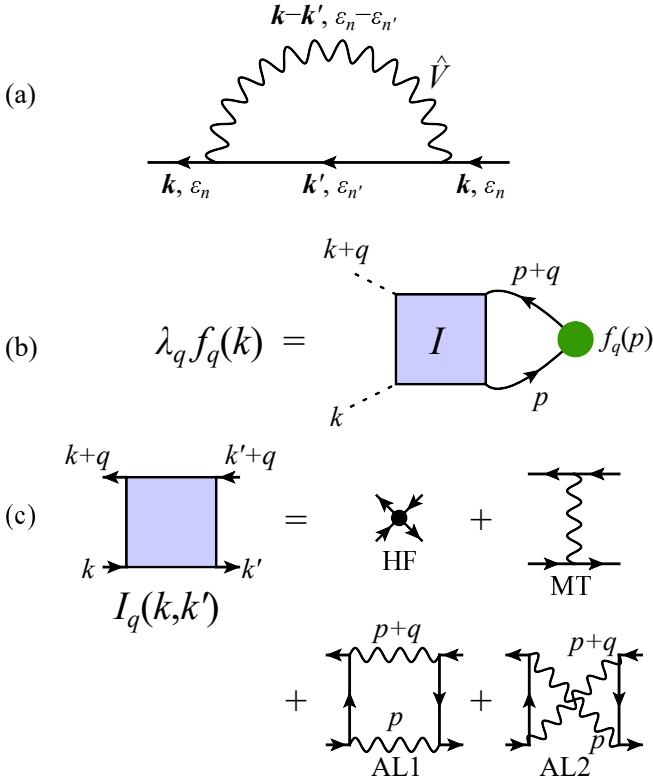 k−k′, εn−εn′
V̂
(a)
k, εn
k′, εn′
k, εn
k+q
p+q
(b)
λq fq(k) =
I
fq(p)
k
p
k+q
k′+q
(c)
=
+
k
k′
HF
MT
Iq(k,k′)
p+q
p+q
+
+
p
p
AL1
AL2